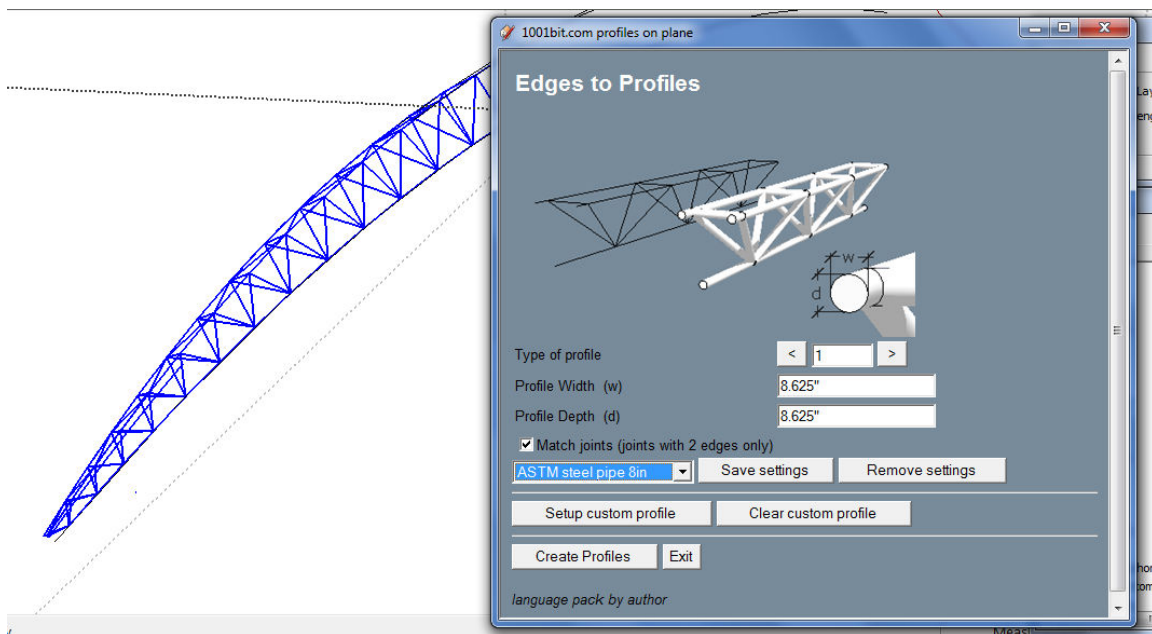 1001bit.com profiles on plane
Edges to Profiles
w
d
Type of profile < 1 >
Profile Width (w) 8.625"
Profile Depth (d) 8.625"
Match joints (joints with 2 edges only)
ASTM steel pipe 8in Save settings Remove settings
Setup custom profile Clear custom profile
Create Profiles Exit
language pack by author